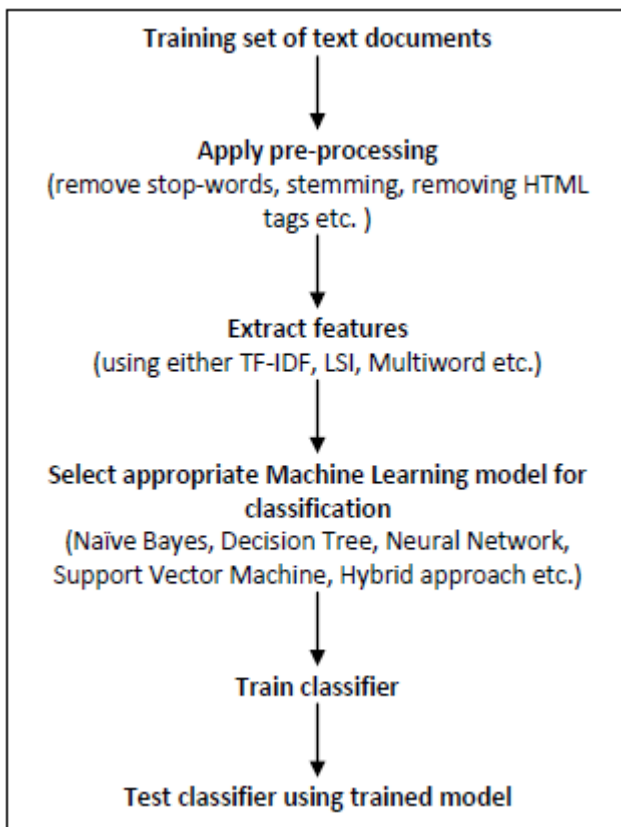 Training set of text documents
Apply pre-processing
(remove stop-words, stemming, removing HTML
tags etc. )
Extract features
(using either TF-IDF, LSI, Multiword etc.)
Select appropriate Machine Learning model for
classification
(Naïve Bayes, Decision Tree, Neural Network,
Support Vector Machine, Hybrid approach etc.)
Train classifier
Test classifier using trained model